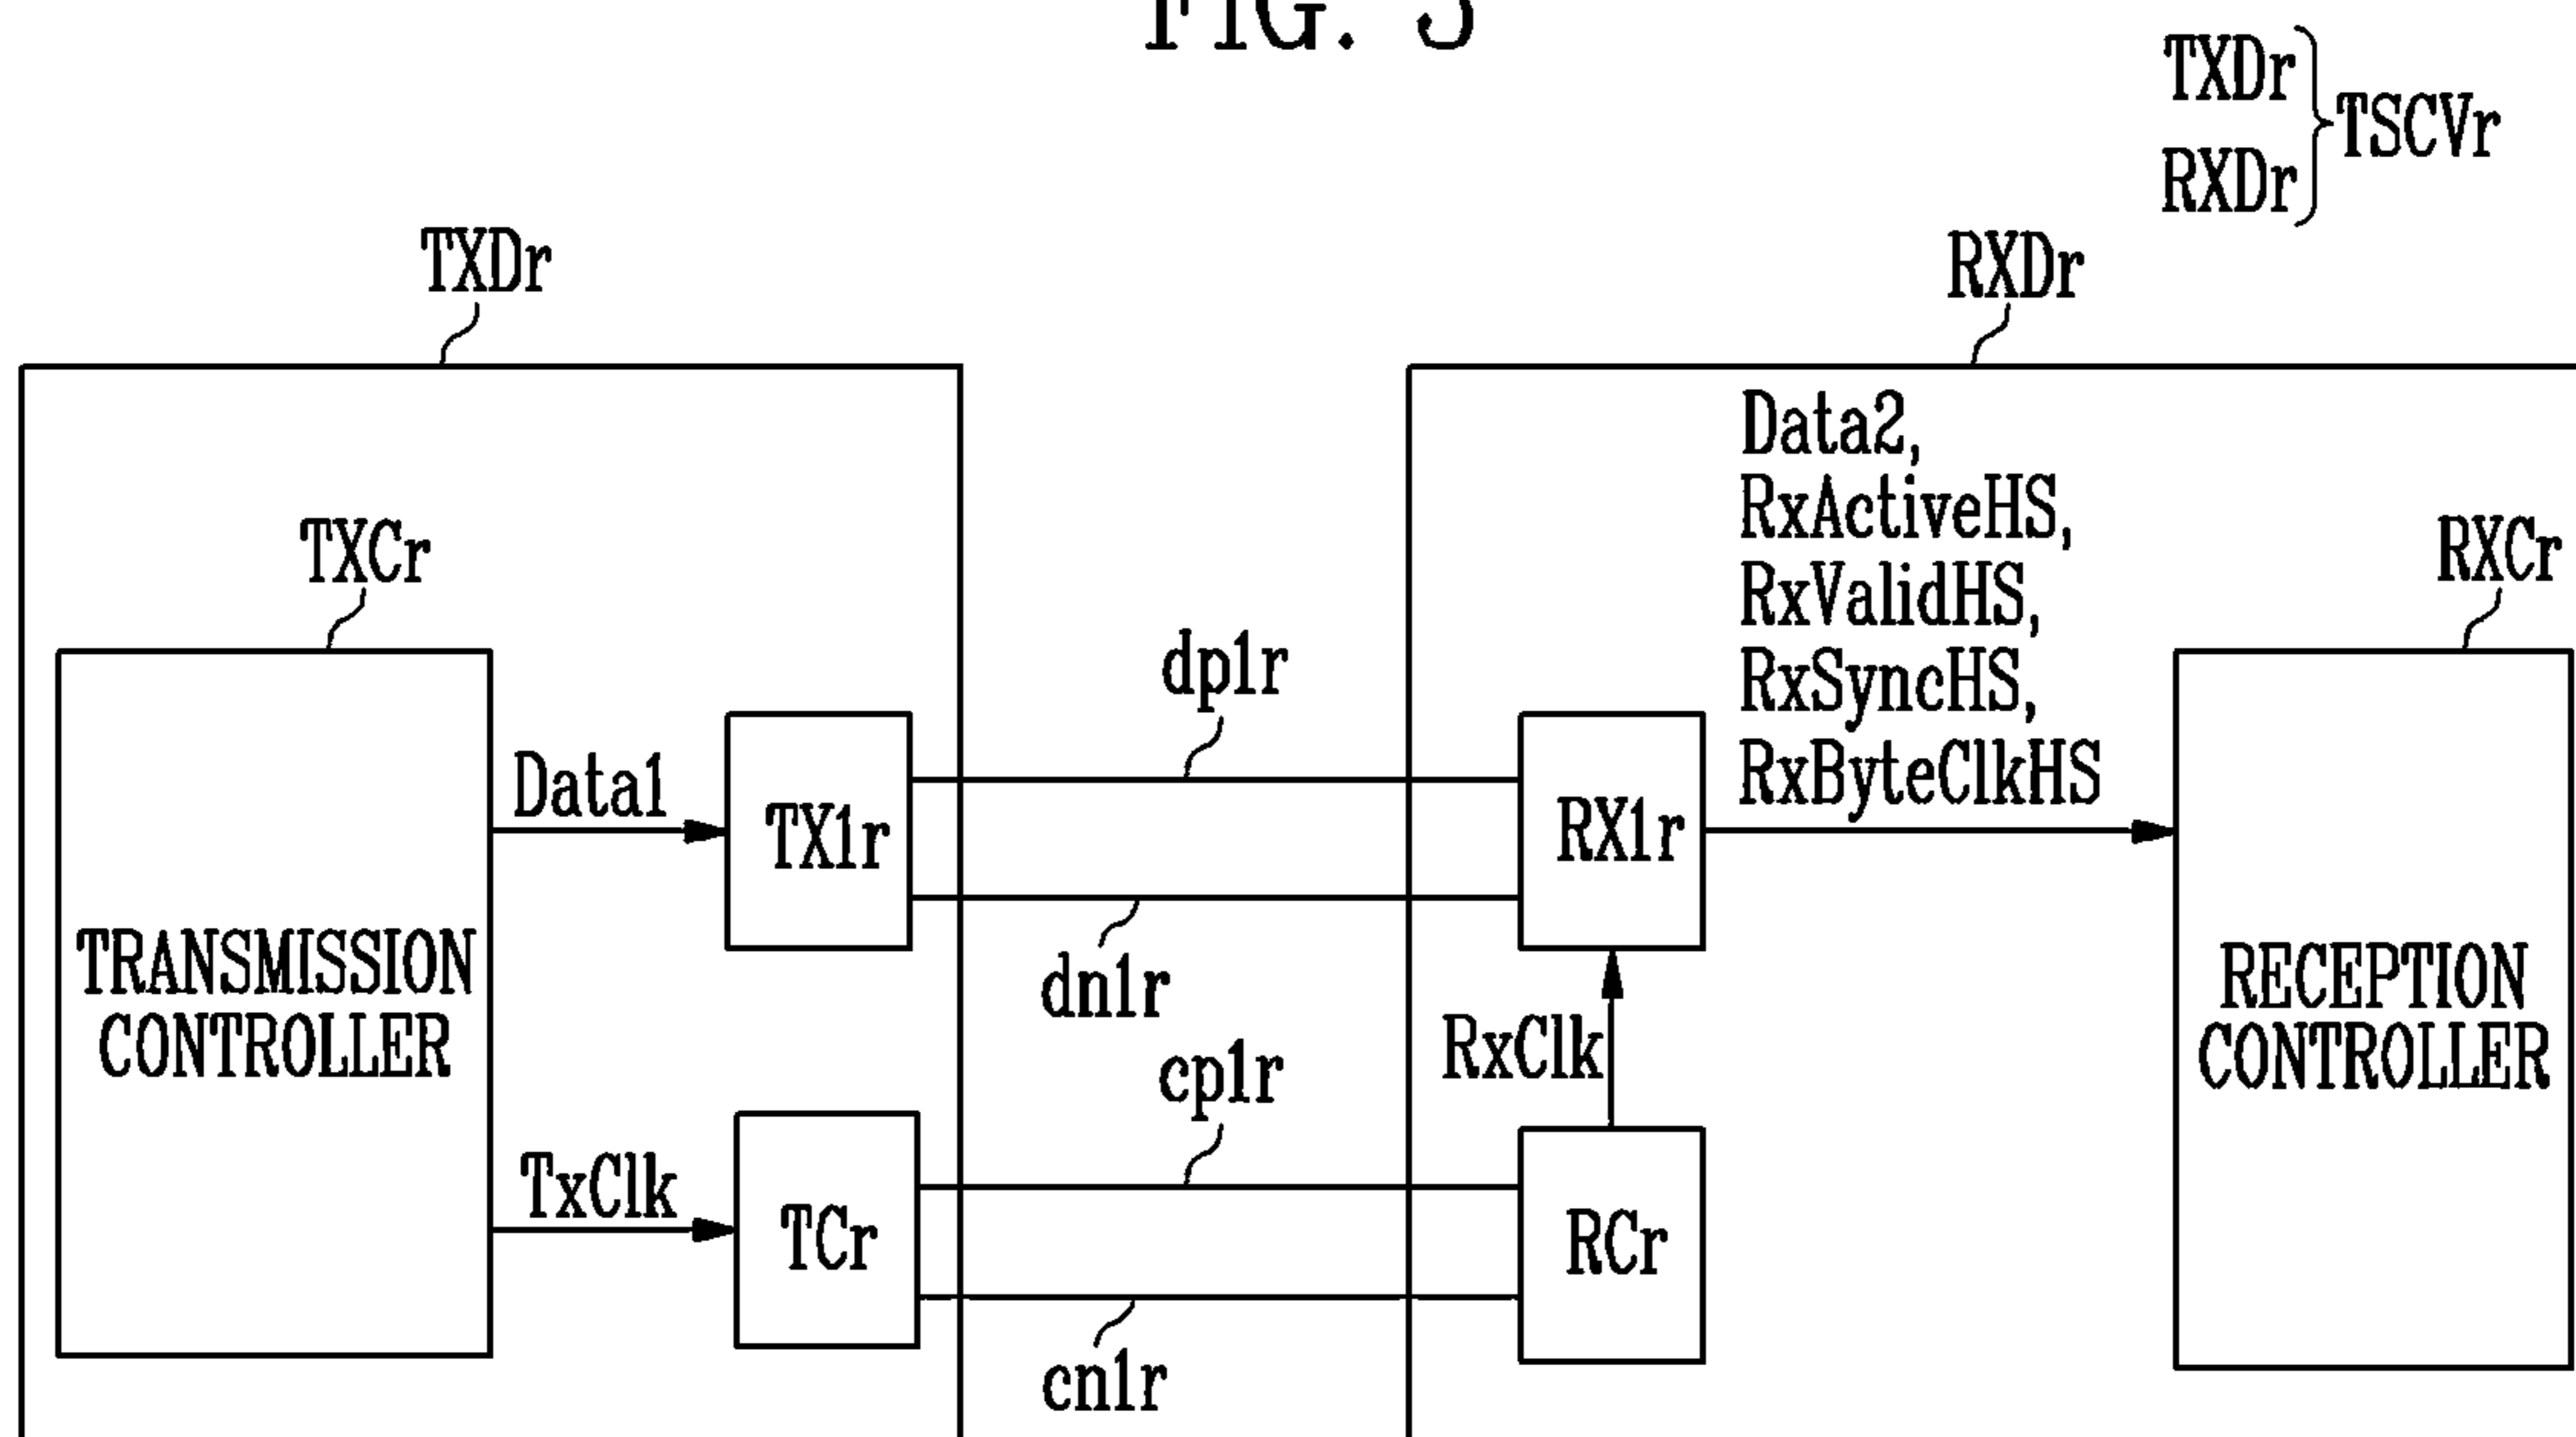 FIG.
TXDr
RXDr
TSCVr
TXDr
RXDr
TXCr
RXCr
Data2,
RxActiveHS,
RxValidHS,
RxSyncHS,
RxByteClkHS
dp1r
Data1
TX1r
RX1r
dn1r
TRANSMISSION
CONTROLLER
RECEPTION
CONTROLLER
RxClk
cp1r
TxClk
TCr
RCr
cn1r